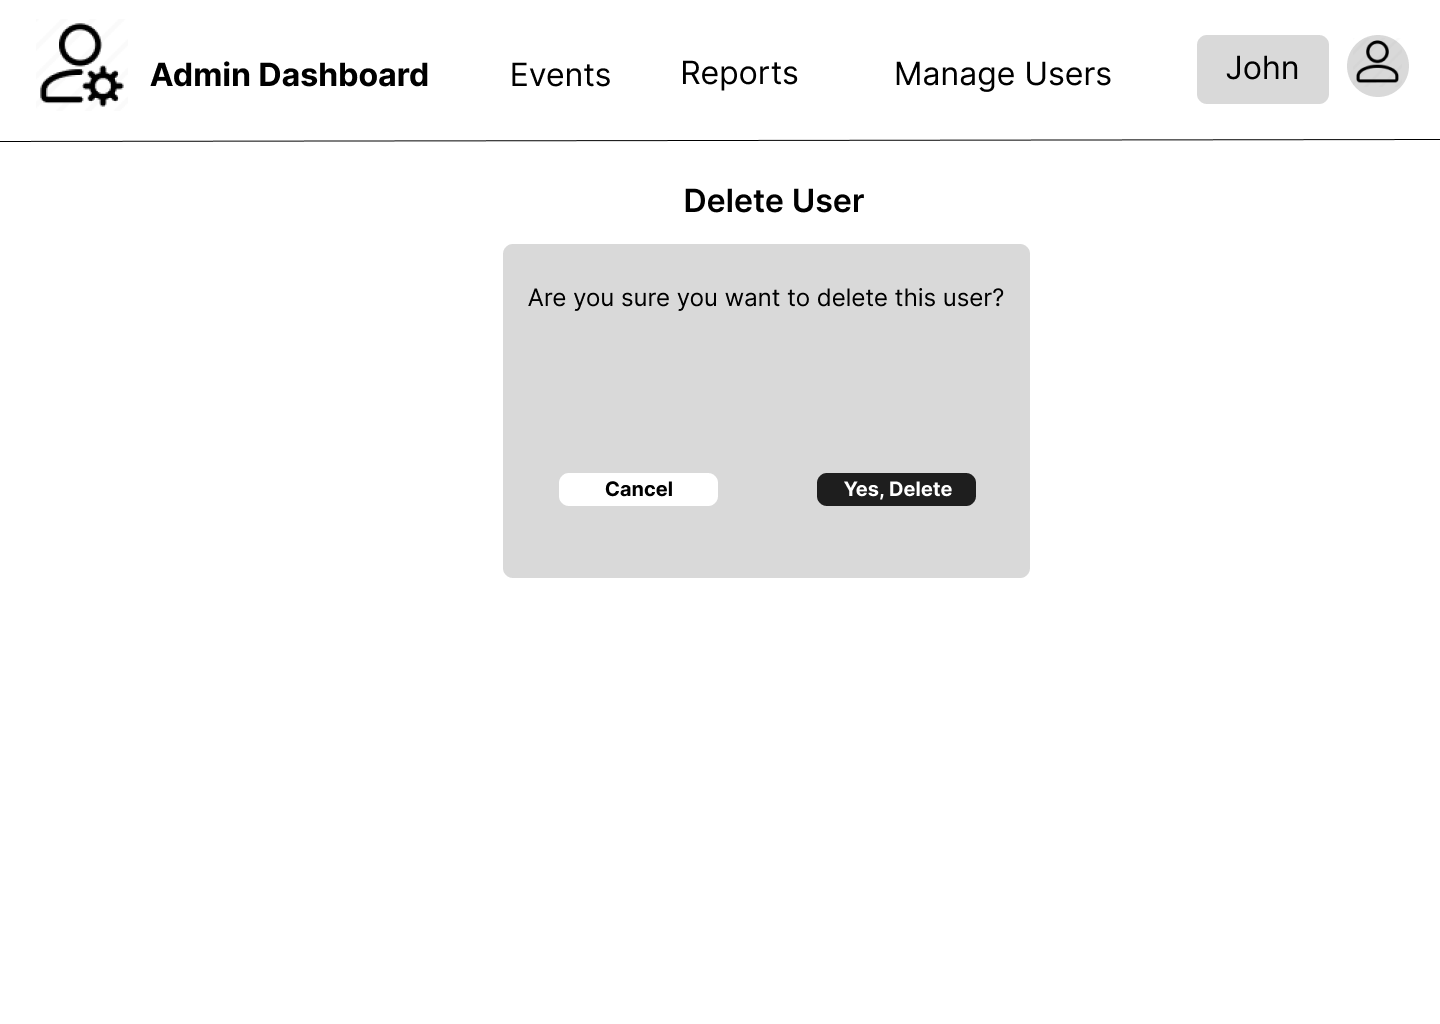 Admin Dashboard
Events
Reports
Manage Users
John
Delete User
Are you sure you want to delete this user?
Cancel
Yes, Delete